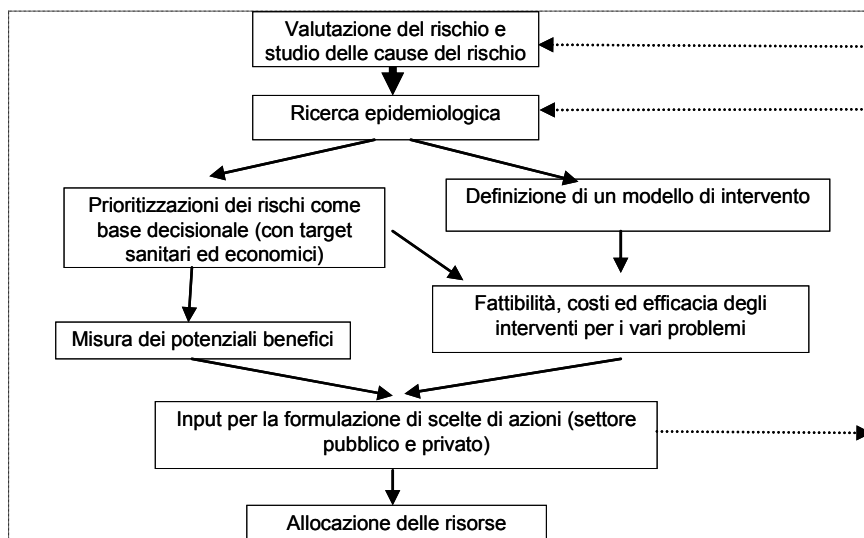 Valutazione del rischio e
studio delle cause del rischio
Ricerca epidemiologica
Prioritizzazioni dei rischi come
base decisionale (con target
sanitari ed economici)
Definizione di un modello di intervento
Fattibilità, costi ed efficacia degli
interventi per i vari problemi
Misura dei potenziali benefici
Input per la formulazione di scelte di azioni (settore
pubblico e privato)
Allocazione delle risorse